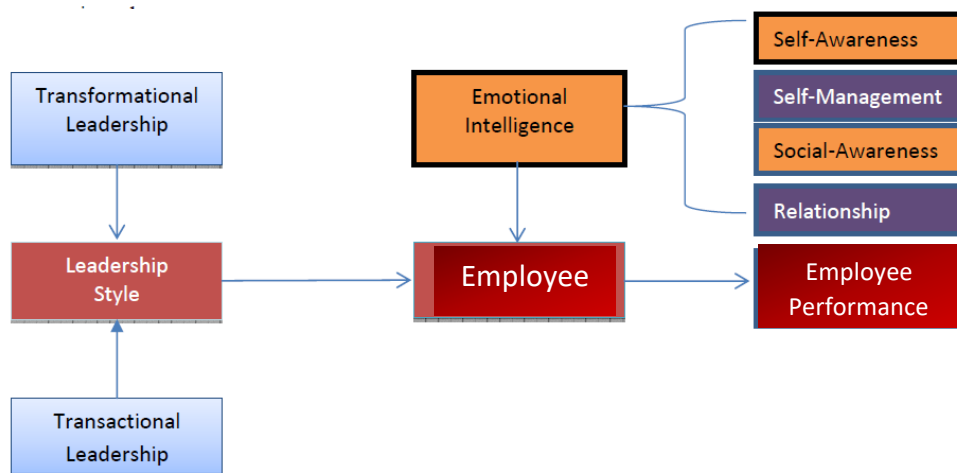 Transformational
Leadership
Emotional
Intelligence
Self-Awareness
Self-Management
Social-Awareness
Relationship
Leadership
Style
Employee
Employee
Performance
Transactional
Leadership